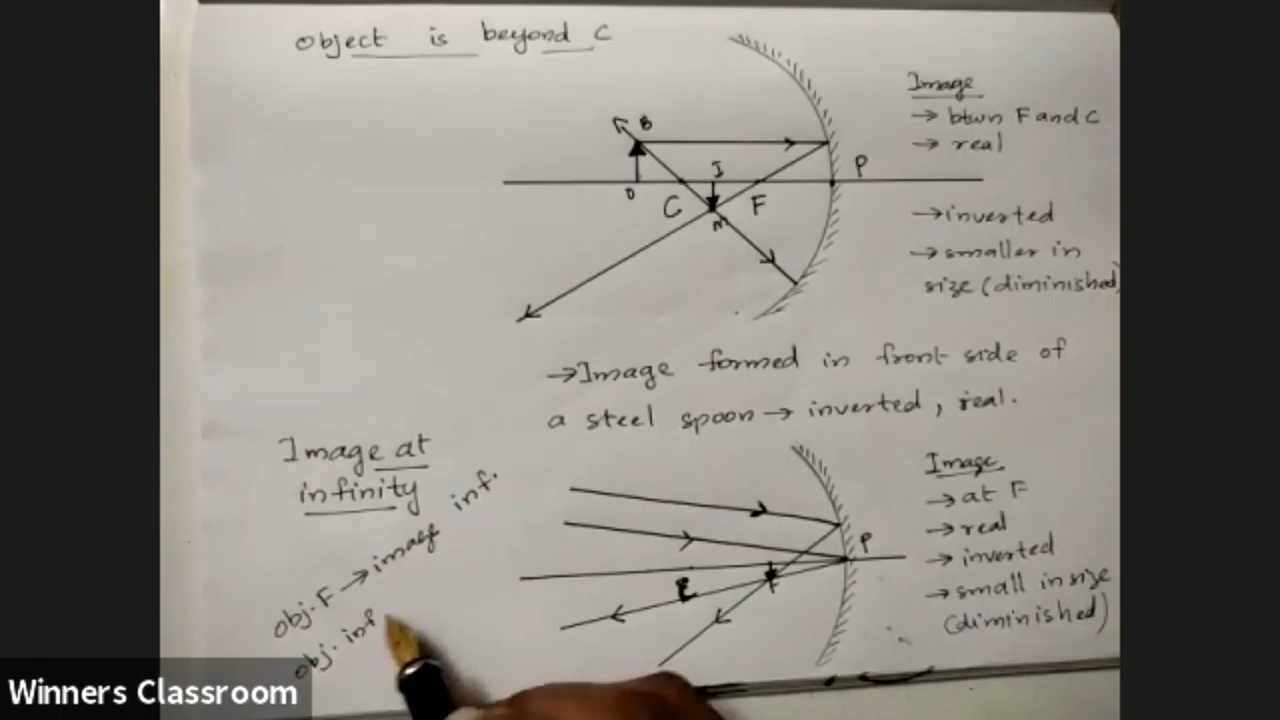 object is beyond C
B
O
C
I
M
F
P
Image
→ btwn F and C
→ real
→ inverted
→ smaller in
size (diminished)
→ Image formed in front side of
a steel spoon → inverted, real.
Image at
infinity
obj. F → image inf.
obj. inf
P
Image
→ at F
→ real
→ inverted
→ small in size
(diminished)
Winners Classroom